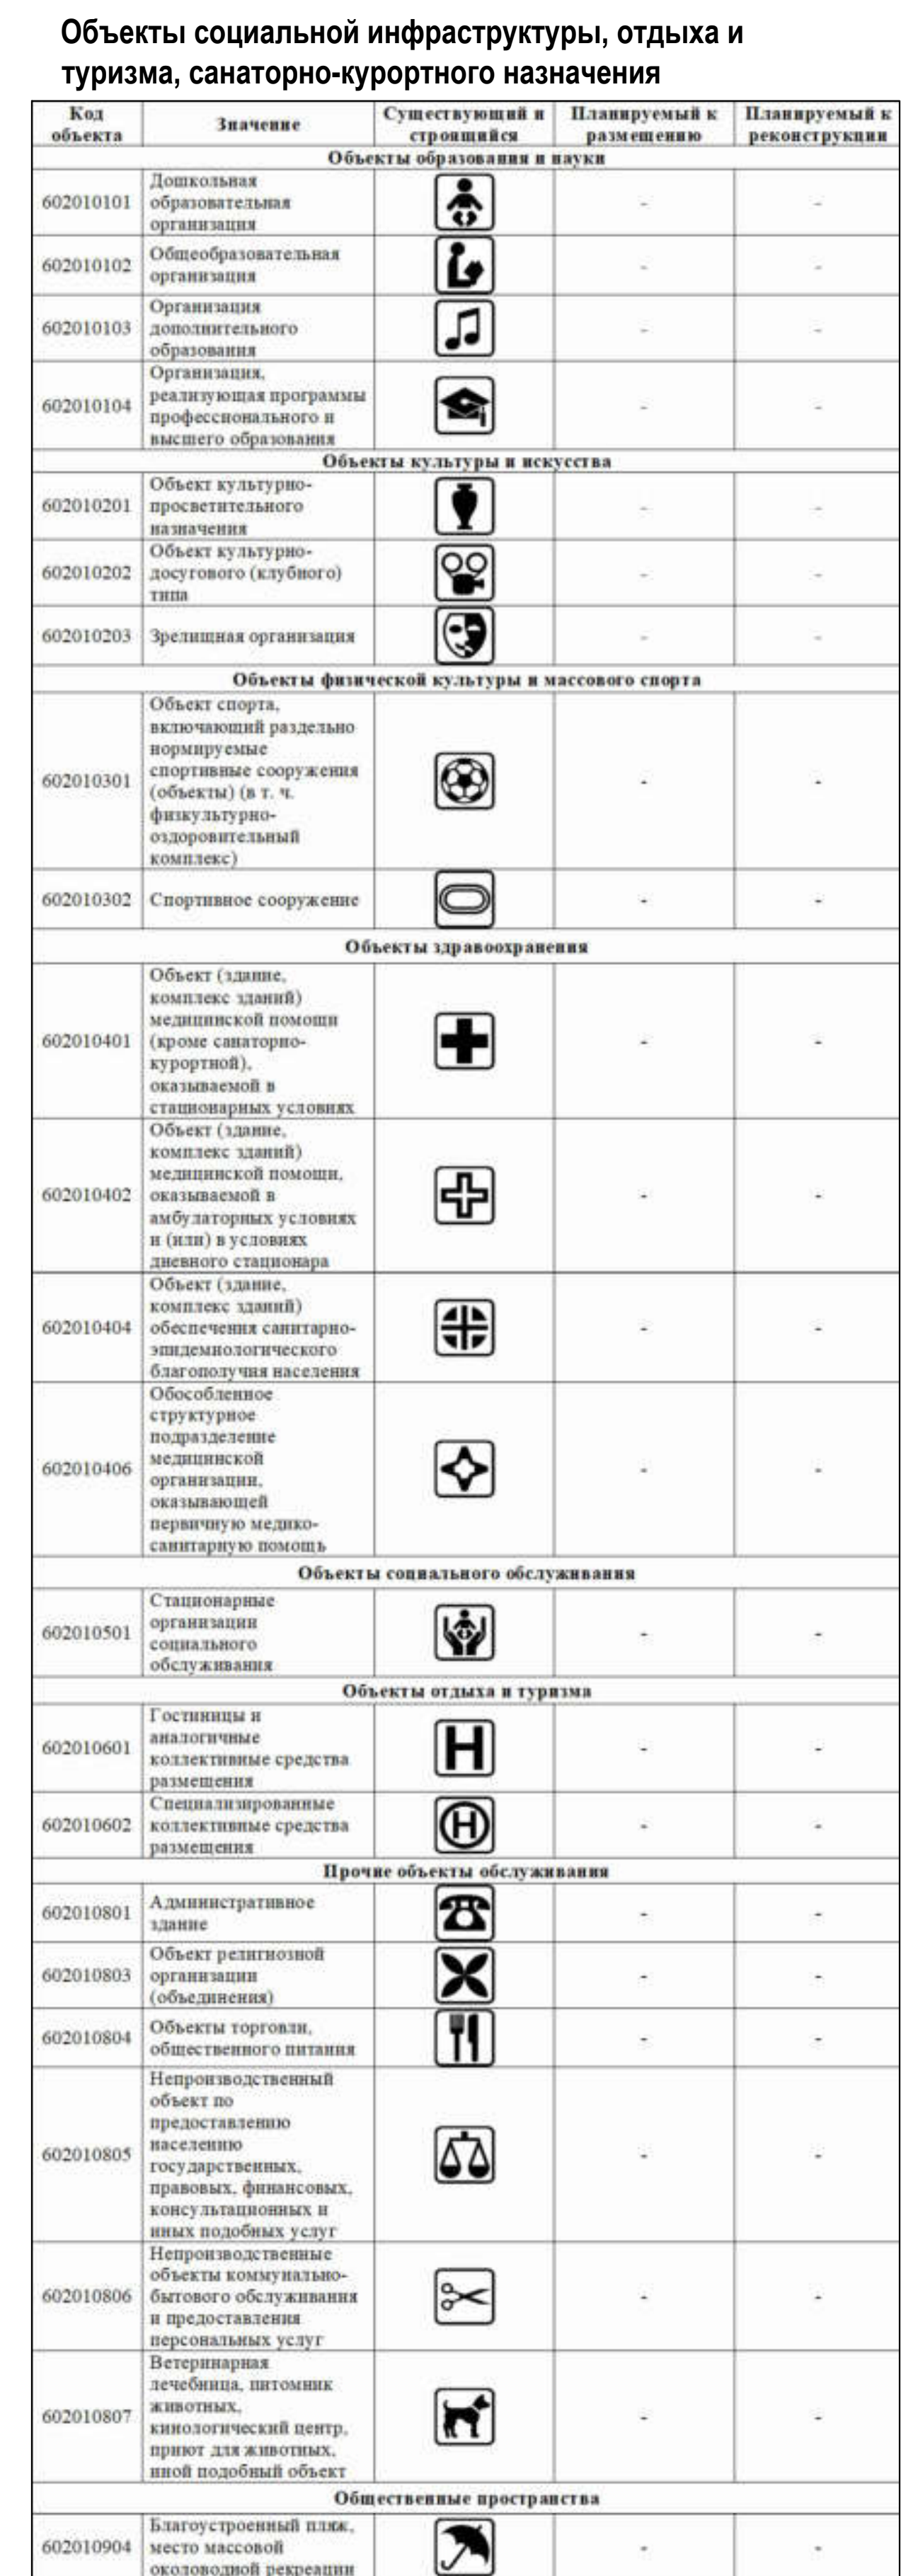 Объекты социальной инфраструктуры, отдыха и
туризма, санаторно-курортного назначения
Код объекта Значение Существующий и строящийся Планируемый к размещению Планируемый к реконструкции
Объекты образования и науки
602010101 Дошкольная
образовательная
организация - -
602010102 Общеобразовательная
организация - -
602010103 Организация
дополнительного
образования - -
602010104 Организация,
реализующая программы
профессионального и
высшего образования - -
Объекты культуры и искусства
602010201 Объект культурно-
просветительного
назначения - -
602010202 Объект культурно-
досугового (клубного)
типа - -
602010203 Зрелищная организация - -
Объекты физической культуры и массового спорта
602010301 Объект спорта,
включающий раздельно
нормируемые
спортивные сооружения
(объекты) (в т. ч.
физкультурно-
оздоровительный
комплекс) - -
602010302 Спортивное сооружение - -
Объекты здравоохранения
602010401 Объект (здание,
комплекс зданий)
медицинской помощи
(кроме санаторно-
курортной),
оказываемой в
стационарных условиях - -
602010402 Объект (здание,
комплекс зданий)
медицинской помощи,
оказываемой в
амбулаторных условиях
и (или) в условиях
дневного стационара - -
602010404 Объект (здание,
комплекс зданий)
обеспечения санитарно-
эпидемиологического
благополучия населения - -
602010406 Обособленное
структурное
подразделение
медицинской
организации,
оказывающей
первичную медико-
санитарную помощь - -
Объекты социального обслуживания
602010501 Стационарные
организации
социального
обслуживания - -
Объекты отдыха и туризма
602010601 Гостиницы и
аналогичные
коллективные средства
размещения H - -
602010602 Специализированные
коллективные средства
размещения H - -
Прочие объекты обслуживания
602010801 Административное
здание - -
602010803 Объект религиозной
организации
(объединения) - -
602010804 Объекты торговли,
общественного питания - -
602010805 Непроизводственный
объект по
предоставлению
населению
государственных,
правовых, финансовых,
консультационных и
иных подобных услуг - -
602010806 Непроизводственные
объекты коммунально-
бытового обслуживания
и предоставления
персональных услуг - -
602010807 Ветеринарная
лечебница, питомник
животных,
кинологический центр,
приют для животных,
иной подобный объект - -
Общественные пространства
602010904 Благоустроенный пляж,
место массовой
околоводной рекреации - -